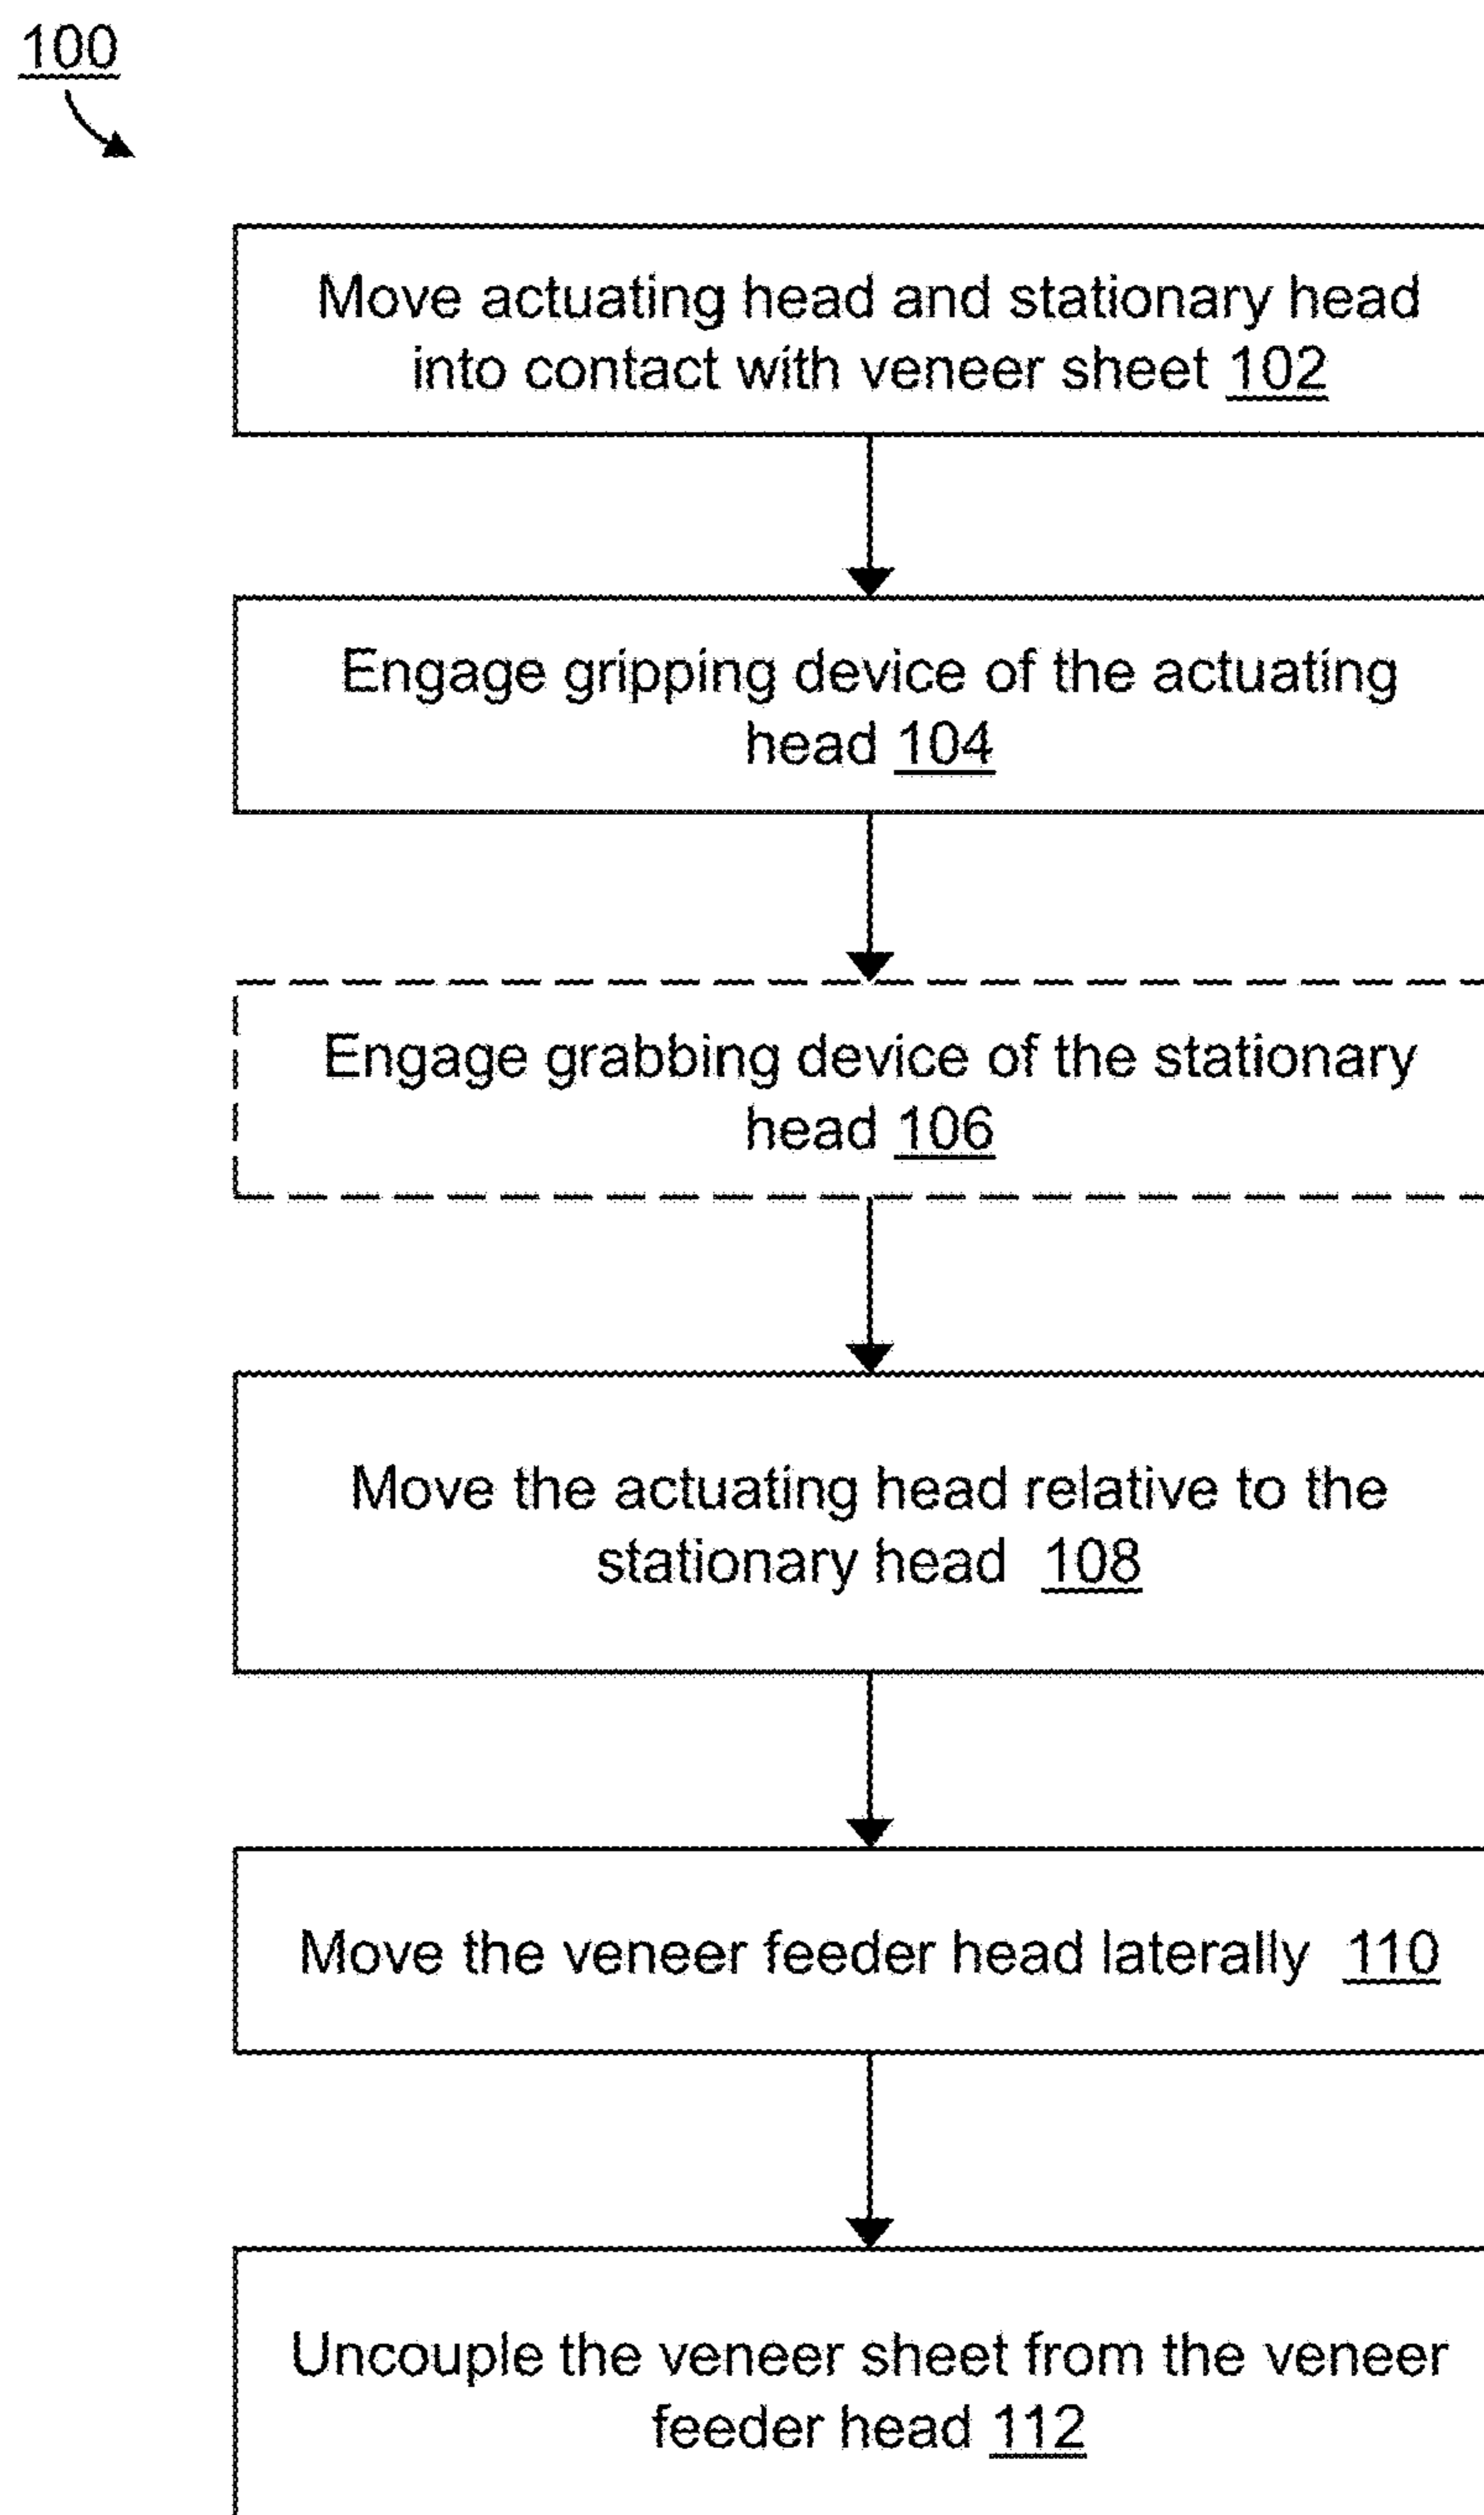 100
Move actuating head and stationary head
into contact with veneer sheet 102
Engage gripping device of the actuating
head 104
Engage grabbing device of the stationary
head 106
Move the actuating head relative to the
stationary head 108
Move the veneer feeder head laterally 110
Uncouple the veneer sheet from the veneer
feeder head 112